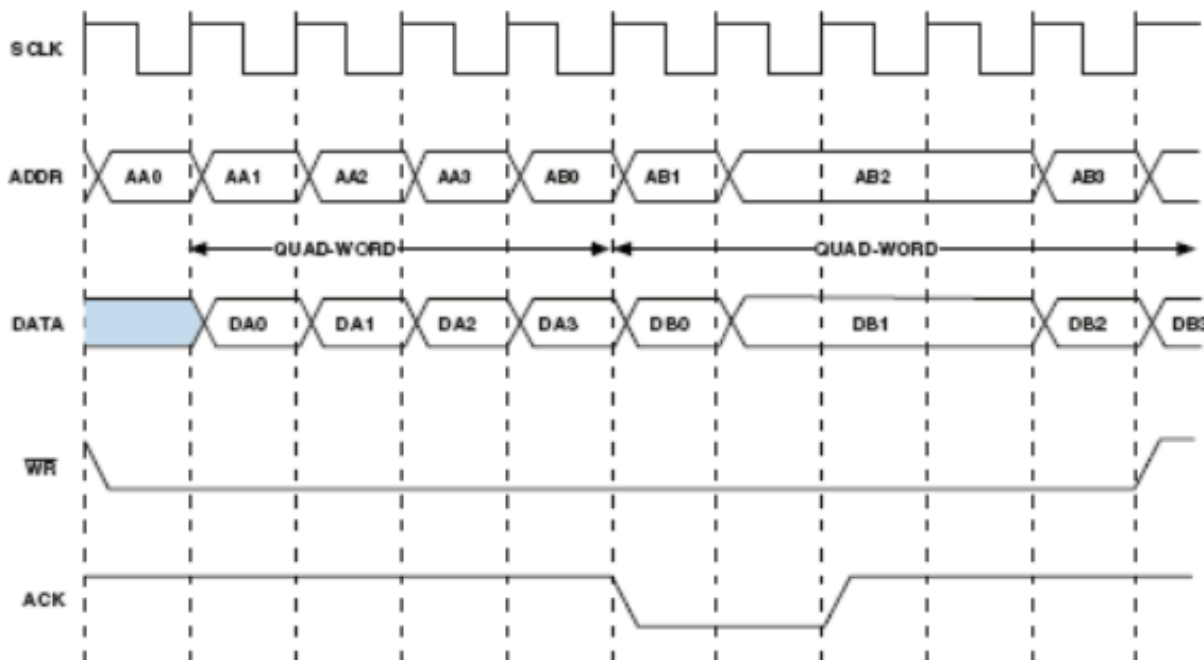 SCLK
ADDR AA0 AA1 AA2 AA3 AB0 AB1 AB2 AB3
QUAD-WORD QUAD-WORD
DATA DA0 DA1 DA2 DA3 DB0 DB1 DB2 DB3
WR
ACK